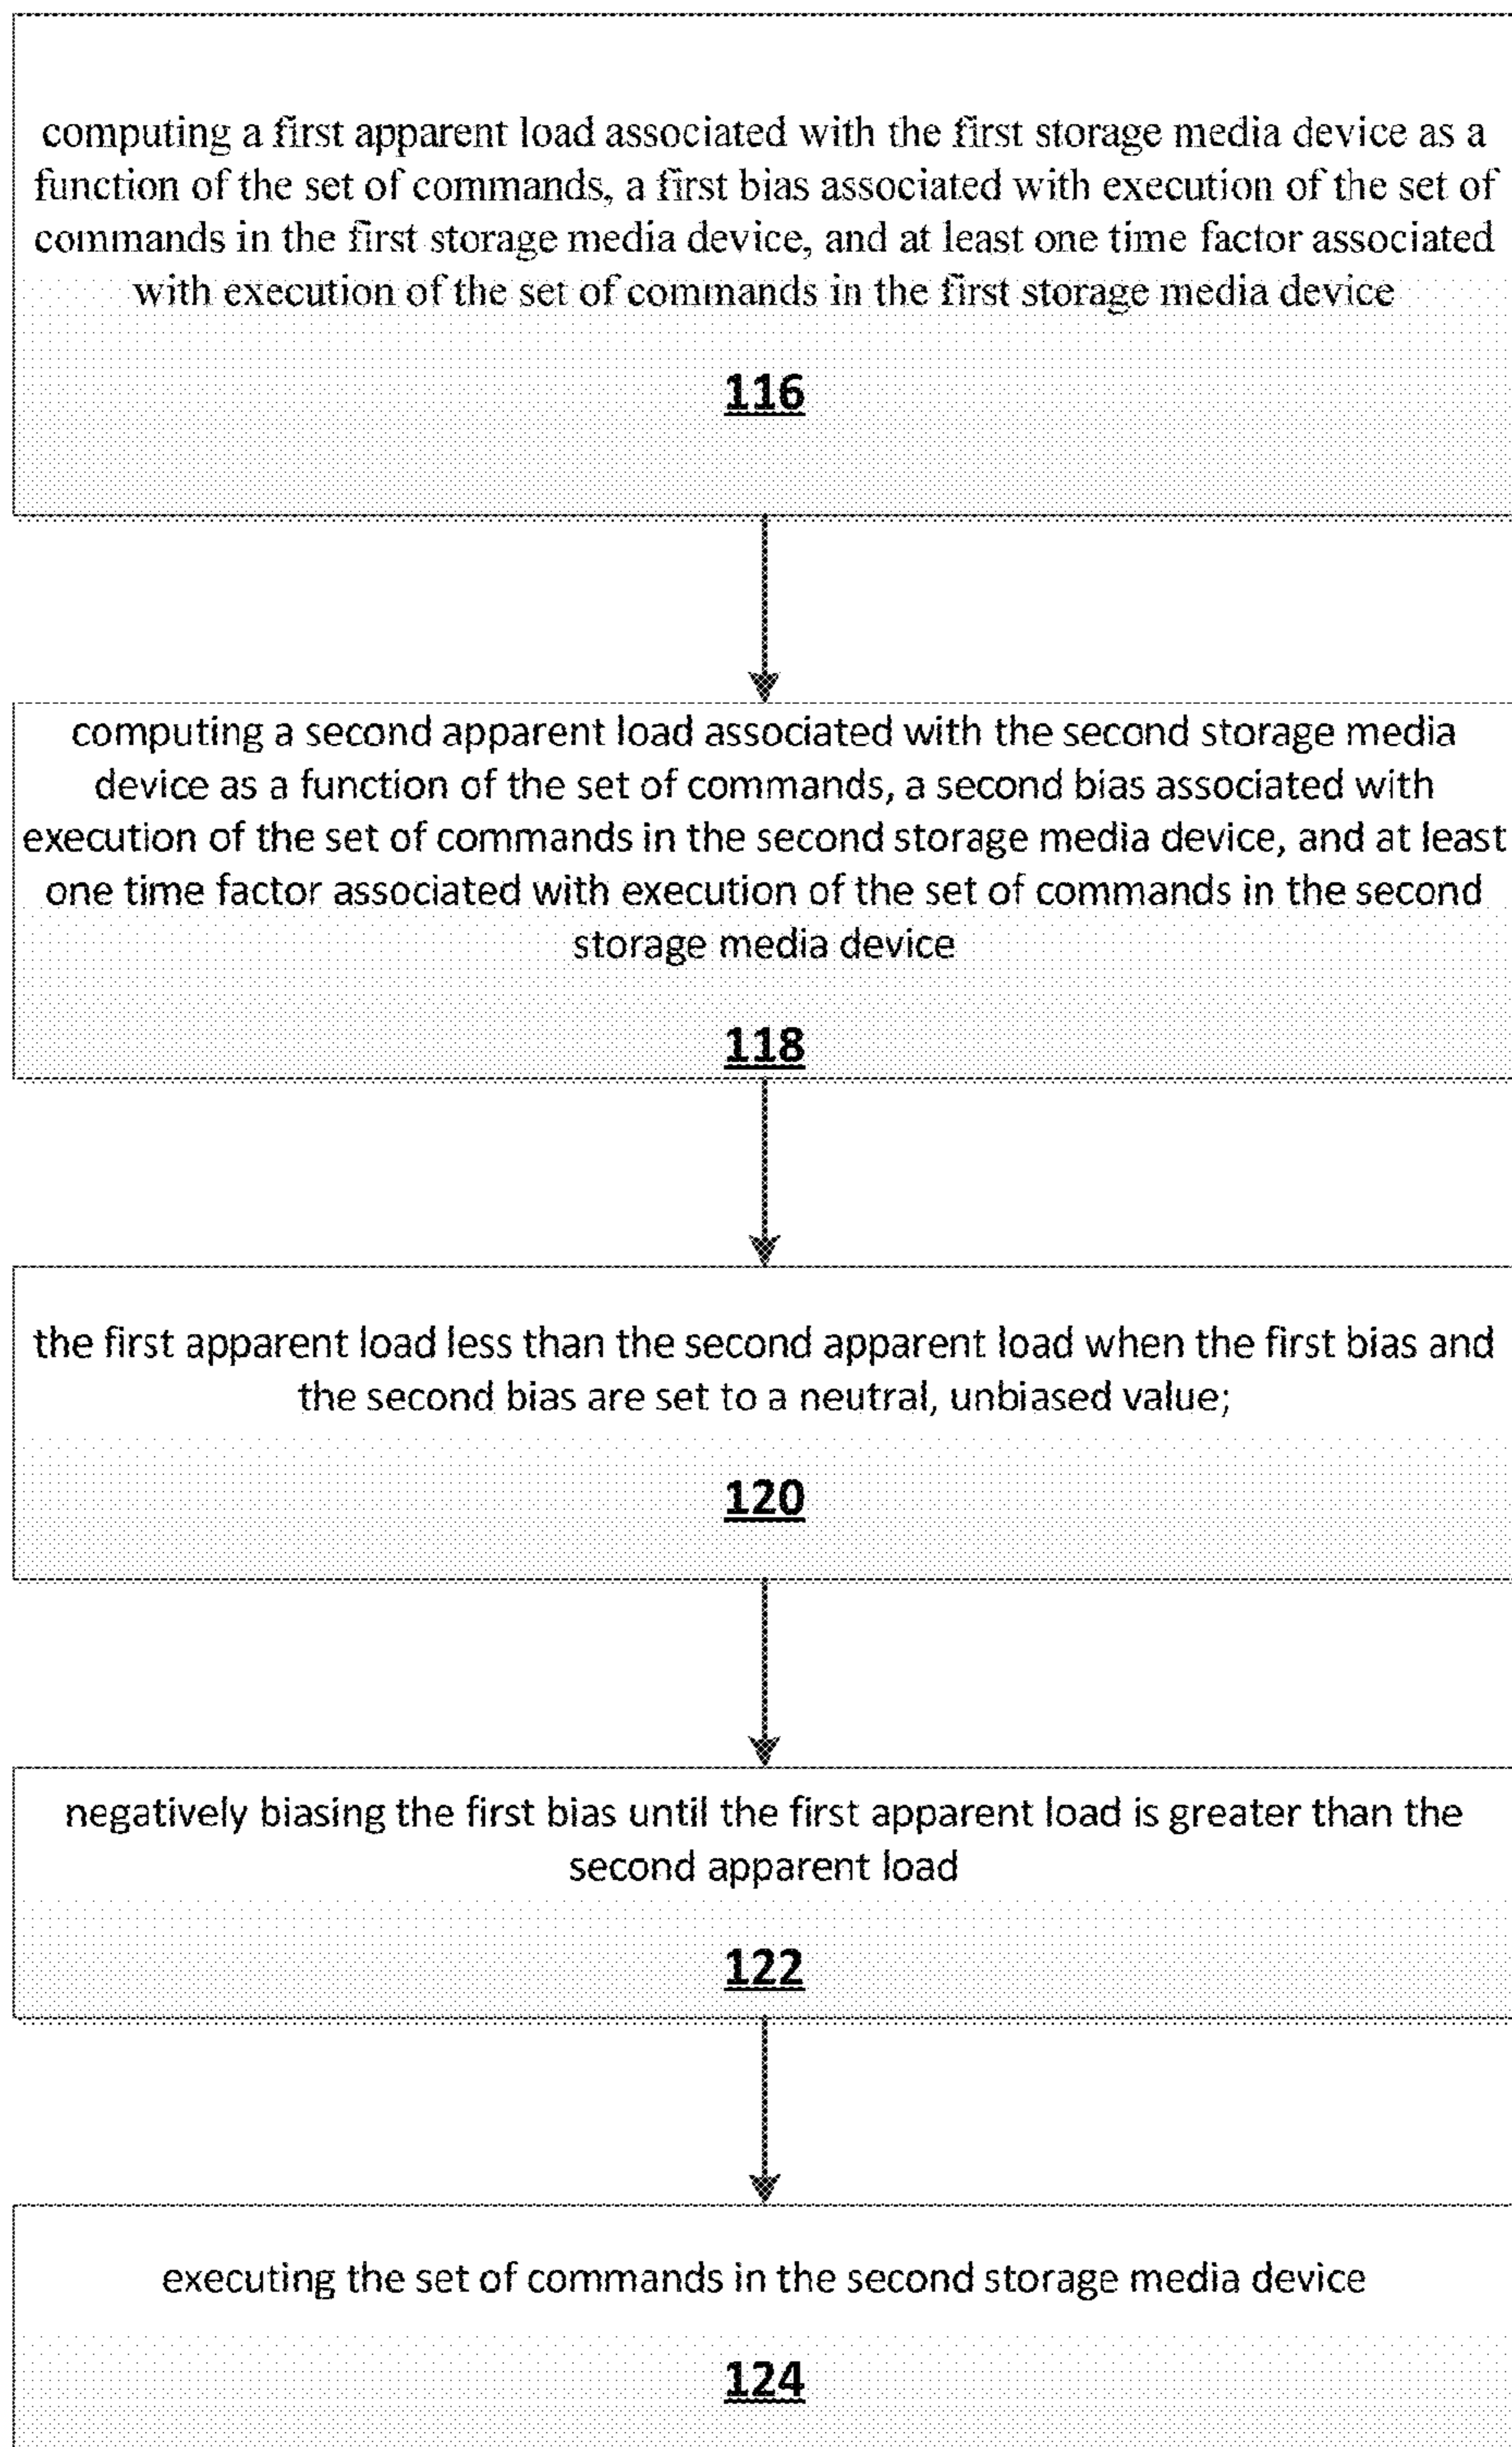 computing a first apparent load associated with the first storage media device as a
function of the set of commands, a first bias associated with execution of the set of
commands in the first storage media device, and at least one time factor associated
with execution of the set of commands in the first storage media device
116
computing a second apparent load associated with the second storage media
device as a function of the set of commands, a second bias associated with
execution of the set of commands in the second storage media device, and at least
one time factor associated with execution of the set of commands in the second
storage media device
118
the first apparent load less than the second apparent load when the first bias and
the second bias are set to a neutral, unbiased value;
120
negatively biasing the first bias until the first apparent load is greater than the
second apparent load
122
executing the set of commands in the second storage media device
124